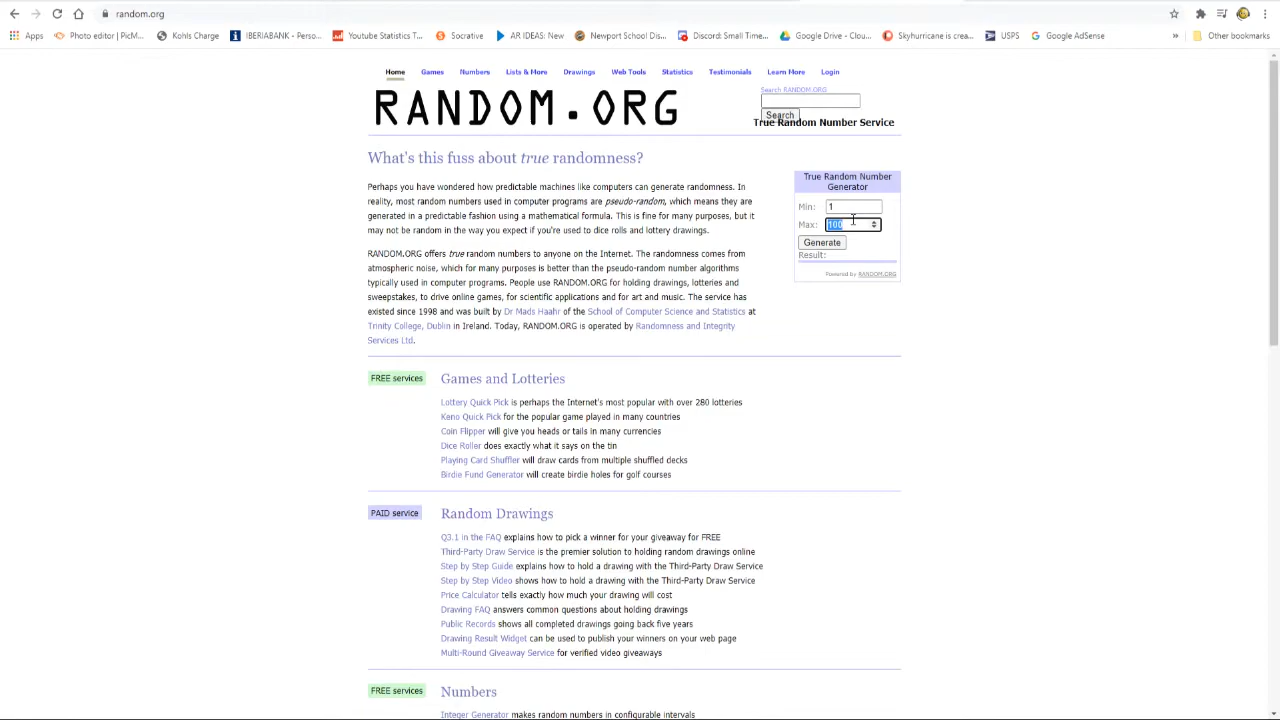 random.org
Apps
Photo editor | PicM...
Kohls Charge
IBERIABANK - Perso...
Youtube Statistics T...
Socrative
AR IDEAS: New
Newport School Dis...
Discord: Small Time...
Google Drive - Clou...
Skyhurricane is crea...
USPS
Google AdSense
»
Other bookmarks
Home
Games
Numbers
Lists & More
Drawings
Web Tools
Statistics
Testimonials
Learn More
Login
Search RANDOM.ORG
RANDOM.ORG
Search
True Random Number Service
What's this fuss about true randomness?
Perhaps you have wondered how predictable machines like computers can generate randomness. In
reality, most random numbers used in computer programs are pseudo-random, which means they are
generated in a predictable fashion using a mathematical formula. This is fine for many purposes, but it
may not be random in the way you expect if you're used to dice rolls and lottery drawings.
RANDOM.ORG offers true random numbers to anyone on the Internet. The randomness comes from
atmospheric noise, which for many purposes is better than the pseudo-random number algorithms
typically used in computer programs. People use RANDOM.ORG for holding drawings, lotteries and
sweepstakes, to drive online games, for scientific applications and for art and music. The service has
existed since 1998 and was built by Dr Mads Haahr of the School of Computer Science and Statistics at
Trinity College, Dublin in Ireland. Today, RANDOM.ORG is operated by Randomness and Integrity
Services Ltd.
True Random Number
Generator
Min: 1
Max: 100
Generate
Result:
Powered by RANDOM.ORG
FREE services
Games and Lotteries
Lottery Quick Pick is perhaps the Internet's most popular with over 280 lotteries
Keno Quick Pick for the popular game played in many countries
Coin Flipper will give you heads or tails in many currencies
Dice Roller does exactly what it says on the tin
Playing Card Shuffler will draw cards from multiple shuffled decks
Birdie Fund Generator will create birdie holes for golf courses
PAID service
Random Drawings
Q3.1 in the FAQ explains how to pick a winner for your giveaway for FREE
Third-Party Draw Service is the premier solution to holding random drawings online
Step by Step Guide explains how to hold a drawing with the Third-Party Draw Service
Step by Step Video shows how to hold a drawing with the Third-Party Draw Service
Price Calculator tells exactly how much your drawing will cost
Drawing FAQ answers common questions about holding drawings
Public Records shows all completed drawings going back five years
Drawing Result Widget can be used to publish your winners on your web page
Multi-Round Giveaway Service for verified video giveaways
FREE services
Numbers
Integer Generator makes random numbers in configurable intervals